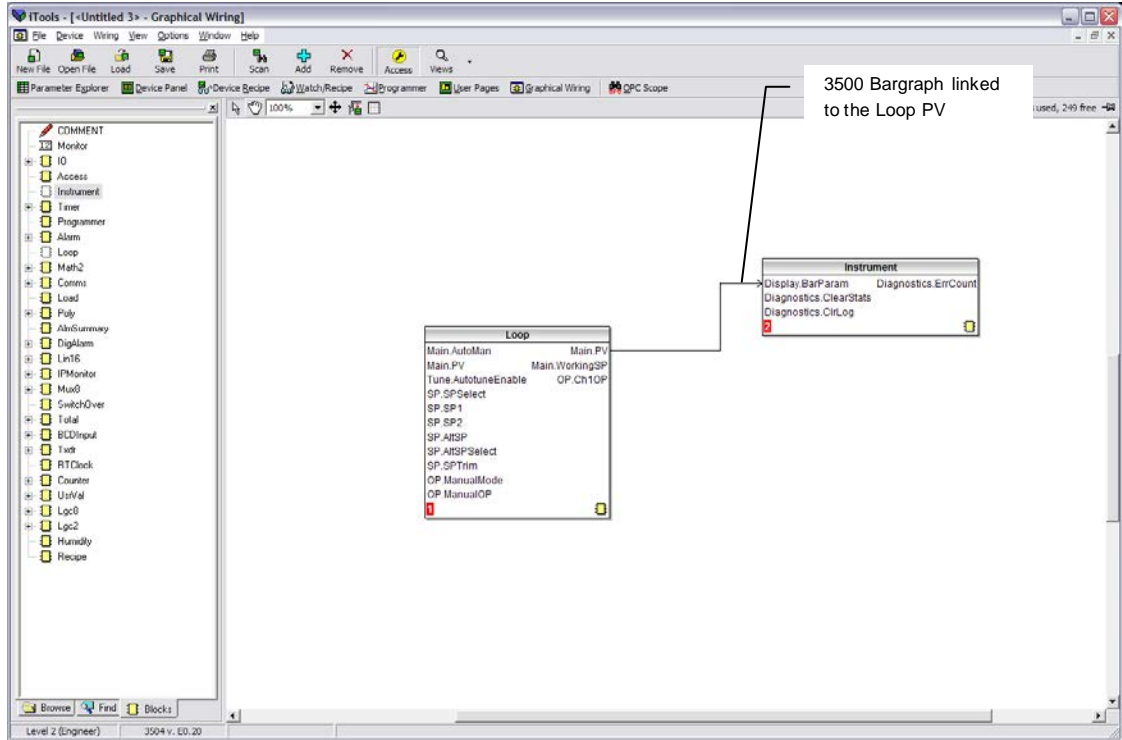 iTools - [<Untitled 3> - Graphical Wiring]
File Device Wiring View Options Window Help
New File Open File Load Save Print Scan Add Remove Access Views
Parameter Explorer Device Panel Device Recipe Watch/Recipe Programmer User Pages Graphical Wiring OPC Scope
100%
used, 249 free
3500 Bargraph linked
to the Loop PV
COMMENT
Monitor
IO
Access
Instrument
Timer
Programmer
Alarm
Loop
Math2
Comms
Load
Poly
AlmSummary
DigAlarm
Lin16
IPMonitor
Mux8
SwitchOver
Total
BCDInput
Txdr
RTClock
Counter
UsrVal
Lgc8
Lgc2
Humidity
Recipe
Instrument
Display.BarParam Diagnostics.ErrCount
Diagnostics.ClearStats
Diagnostics.ClrLog
2
Loop
Main.AutoMan Main.PV
Main.PV Main.WorkingSP
Tune.AutotuneEnable OP.Ch1OP
SP.SPSelect
SP.SP1
SP.SP2
SP.AltSP
SP.AltSPSelect
SP.SPTrim
OP.ManualMode
OP.ManualOP
1
Browse Find Blocks
Level 2 (Engineer) 3504 v. E0.20